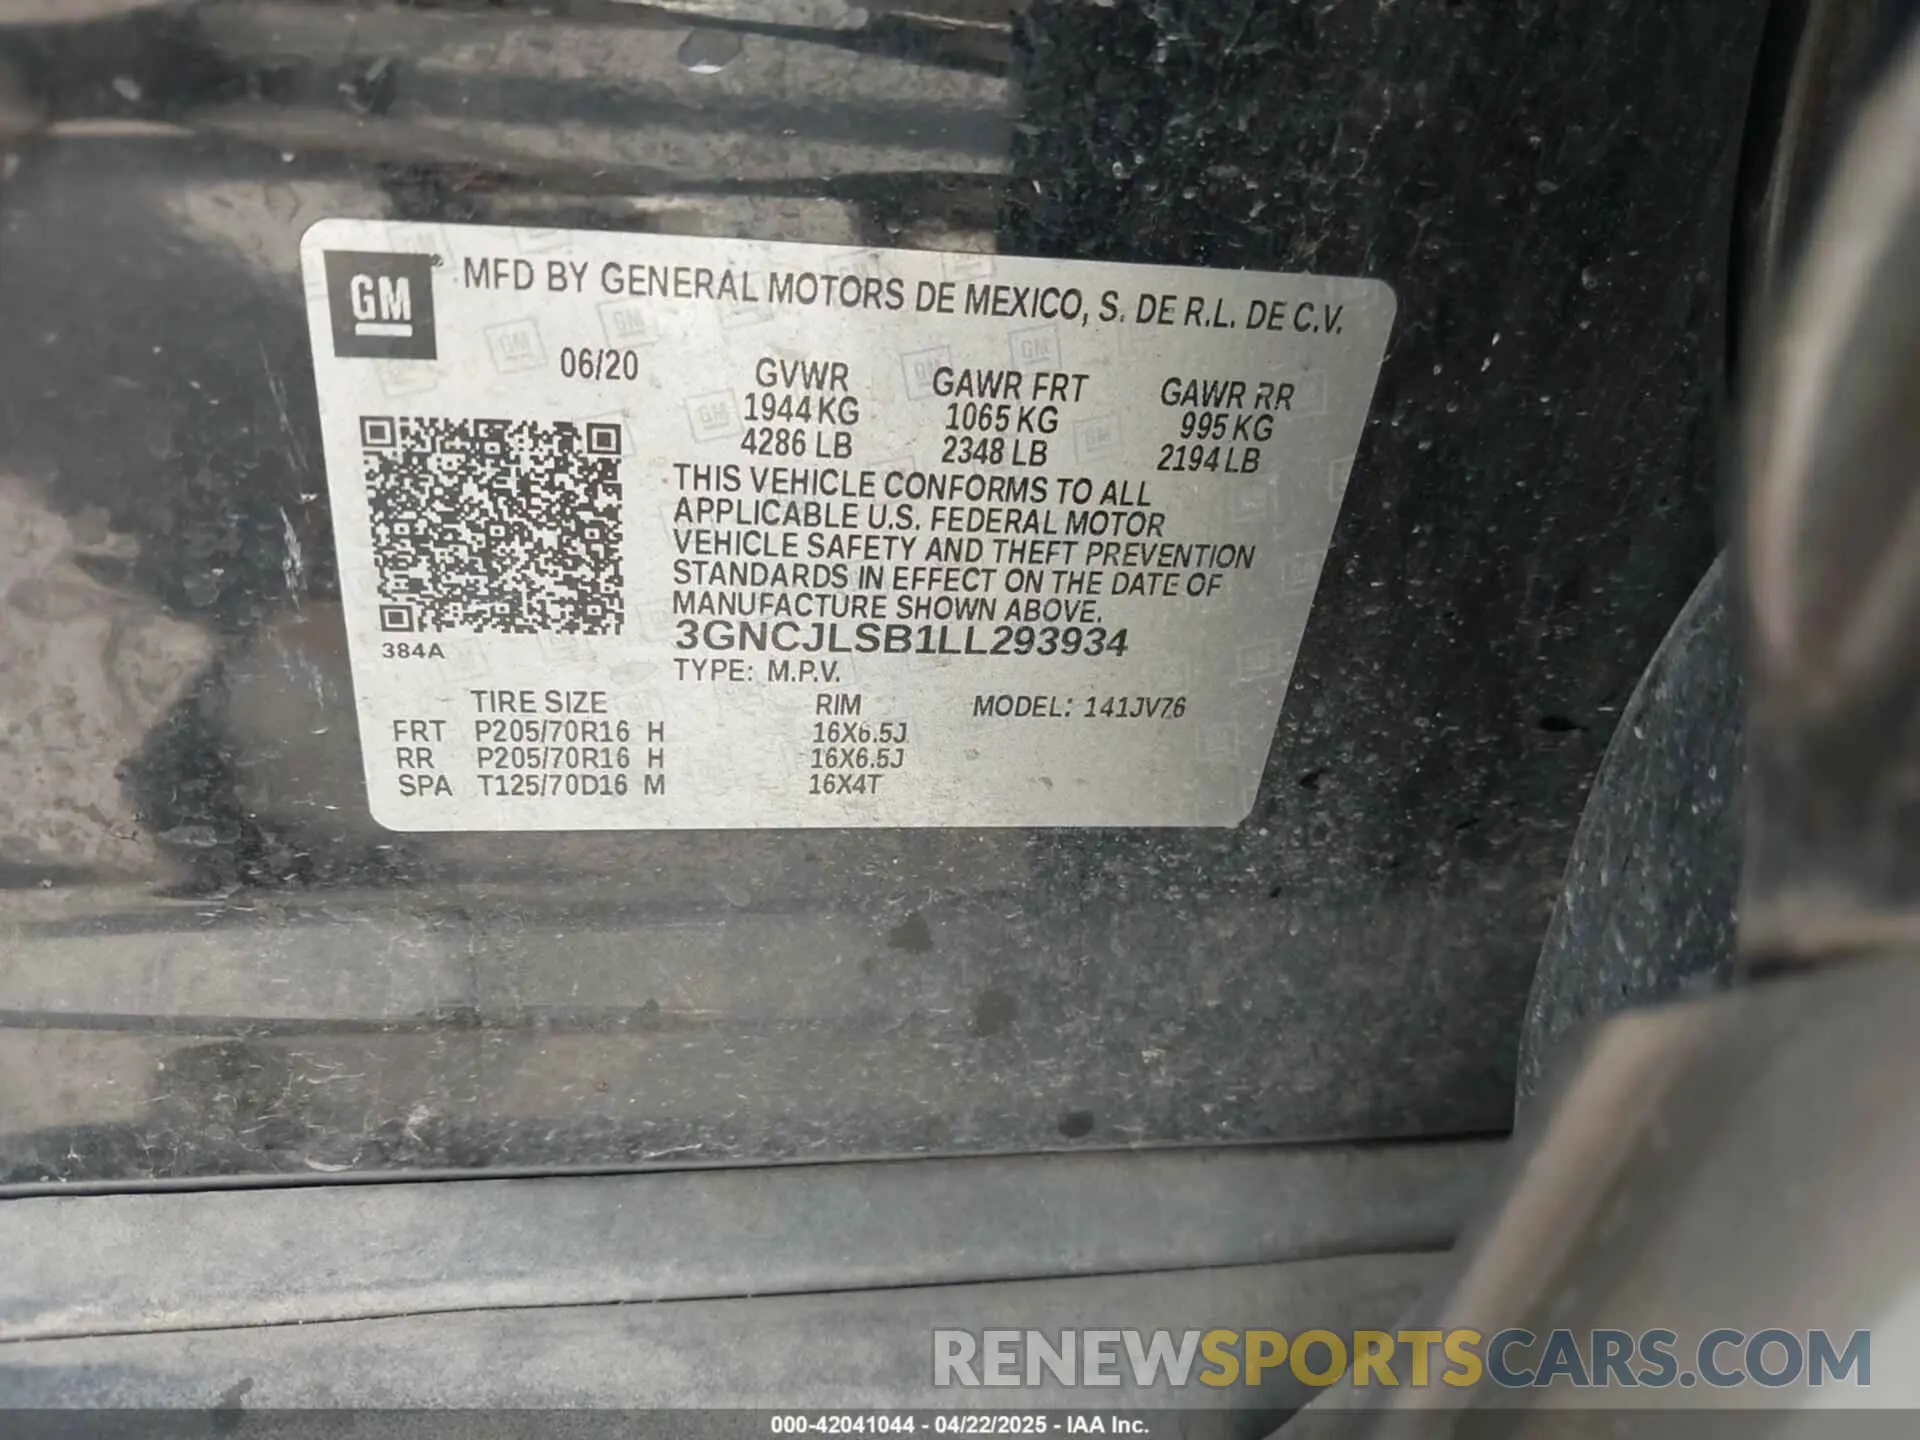 GM
MFD BY GENERAL MOTORS DE MEXICO, S. DE R.L. DE C.V.
06/20
GVWR GAWR FRT GAWR RR
1944 KG 1065 KG 995 KG
4286 LB 2348 LB 2194 LB
THIS VEHICLE CONFORMS TO ALL
APPLICABLE U.S. FEDERAL MOTOR
VEHICLE SAFETY AND THEFT PREVENTION
STANDARDS IN EFFECT ON THE DATE OF
MANUFACTURE SHOWN ABOVE.
3GNCJLSB1LL293934
384A
TYPE: M.P.V.
TIRE SIZE RIM MODEL: 141JV76
FRT P205/70R16 H 16X6.5J
RR P205/70R16 H 16X6.5J
SPA T125/70D16 M 16X4T
RENEWSPORTSCARS.COM
000-42041044 - 04/22/2025 - IAA Inc.